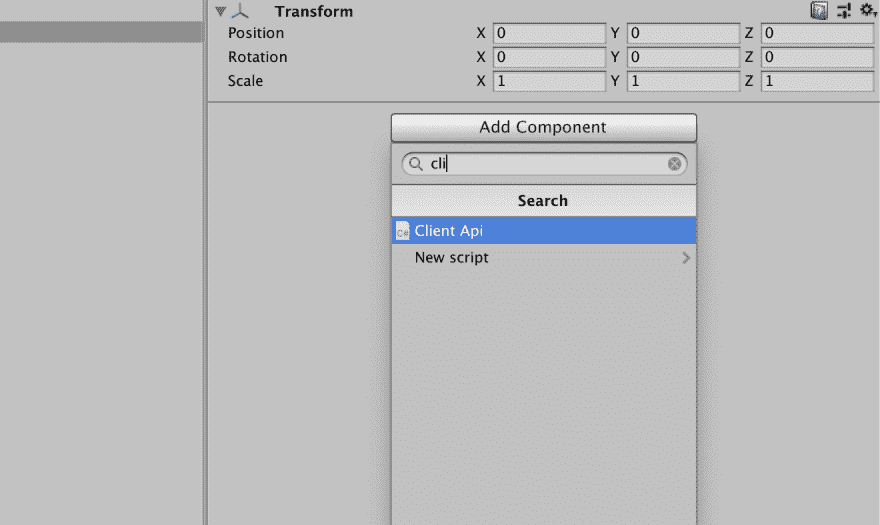 Transform
Position X 0 Y 0 Z 0
Rotation X 0 Y 0 Z 0
Scale X 1 Y 1 Z 1
Add Component
cli
Search
C# Client Api
New script